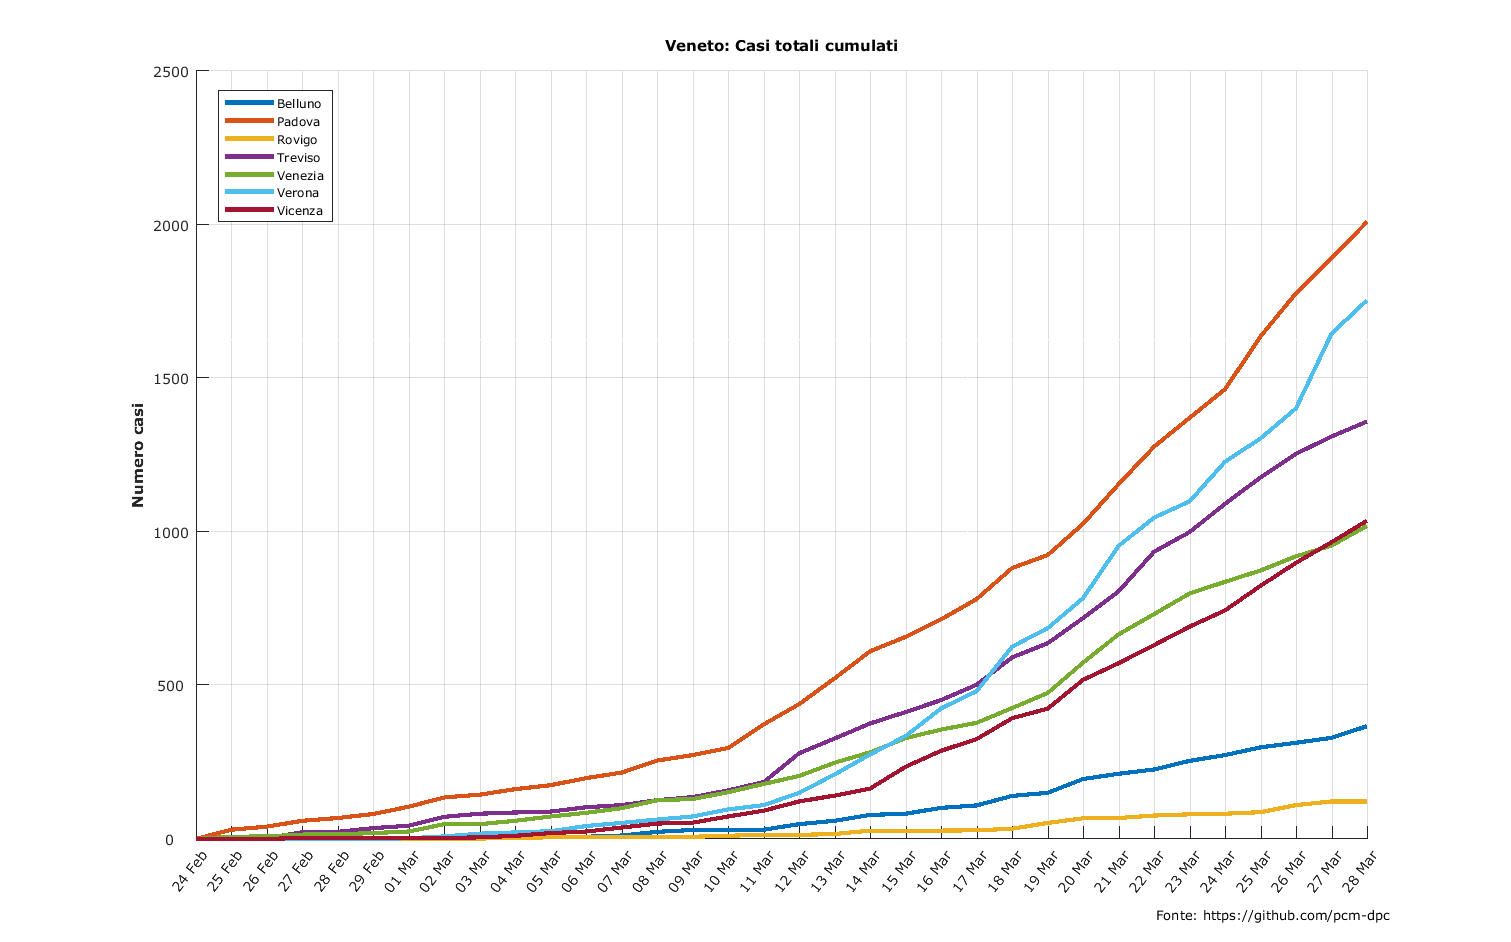 Veneto: Casi totali cumulati
2500
2000
1500
1000
500
0
Numero casi
Belluno
Padova
Rovigo
Treviso
Venezia
Verona
Vicenza
24 Feb
25 Feb
26 Feb
27 Feb
28 Feb
29 Feb
01 Mar
02 Mar
03 Mar
04 Mar
05 Mar
06 Mar
07 Mar
08 Mar
09 Mar
10 Mar
11 Mar
12 Mar
13 Mar
14 Mar
15 Mar
16 Mar
17 Mar
18 Mar
19 Mar
20 Mar
21 Mar
22 Mar
23 Mar
24 Mar
25 Mar
26 Mar
27 Mar
28 Mar
Fonte: https://github.com/pcm-dpc